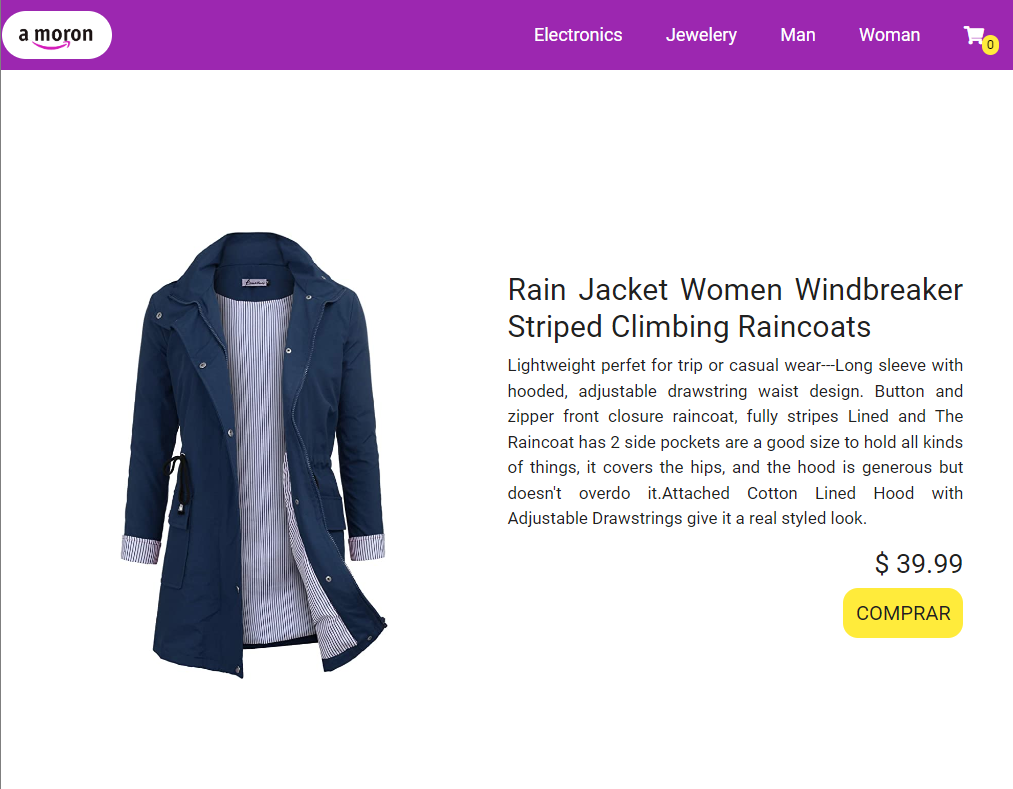 a moron
Electronics Jewelery Man Woman
0
Rain Jacket Women Windbreaker
Striped Climbing Raincoats
Lightweight perfet for trip or casual wear---Long sleeve with
hooded, adjustable drawstring waist design. Button and
zipper front closure raincoat, fully stripes Lined and The
Raincoat has 2 side pockets are a good size to hold all kinds
of things, it covers the hips, and the hood is generous but
doesn't overdo it.Attached Cotton Lined Hood with
Adjustable Drawstrings give it a real styled look.
$ 39.99
COMPRAR